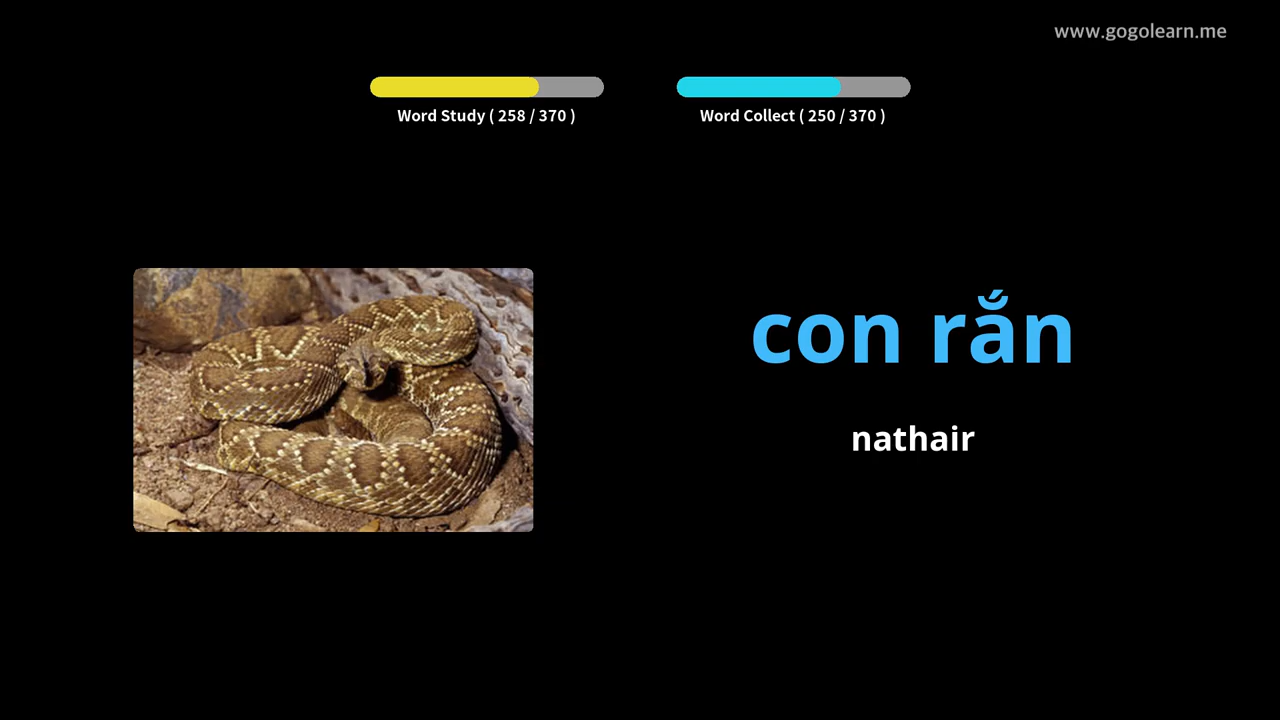 www.gogolearn.me
Word Study ( 258 / 370 )
Word Collect ( 250 / 370 )
con rắn
nathair